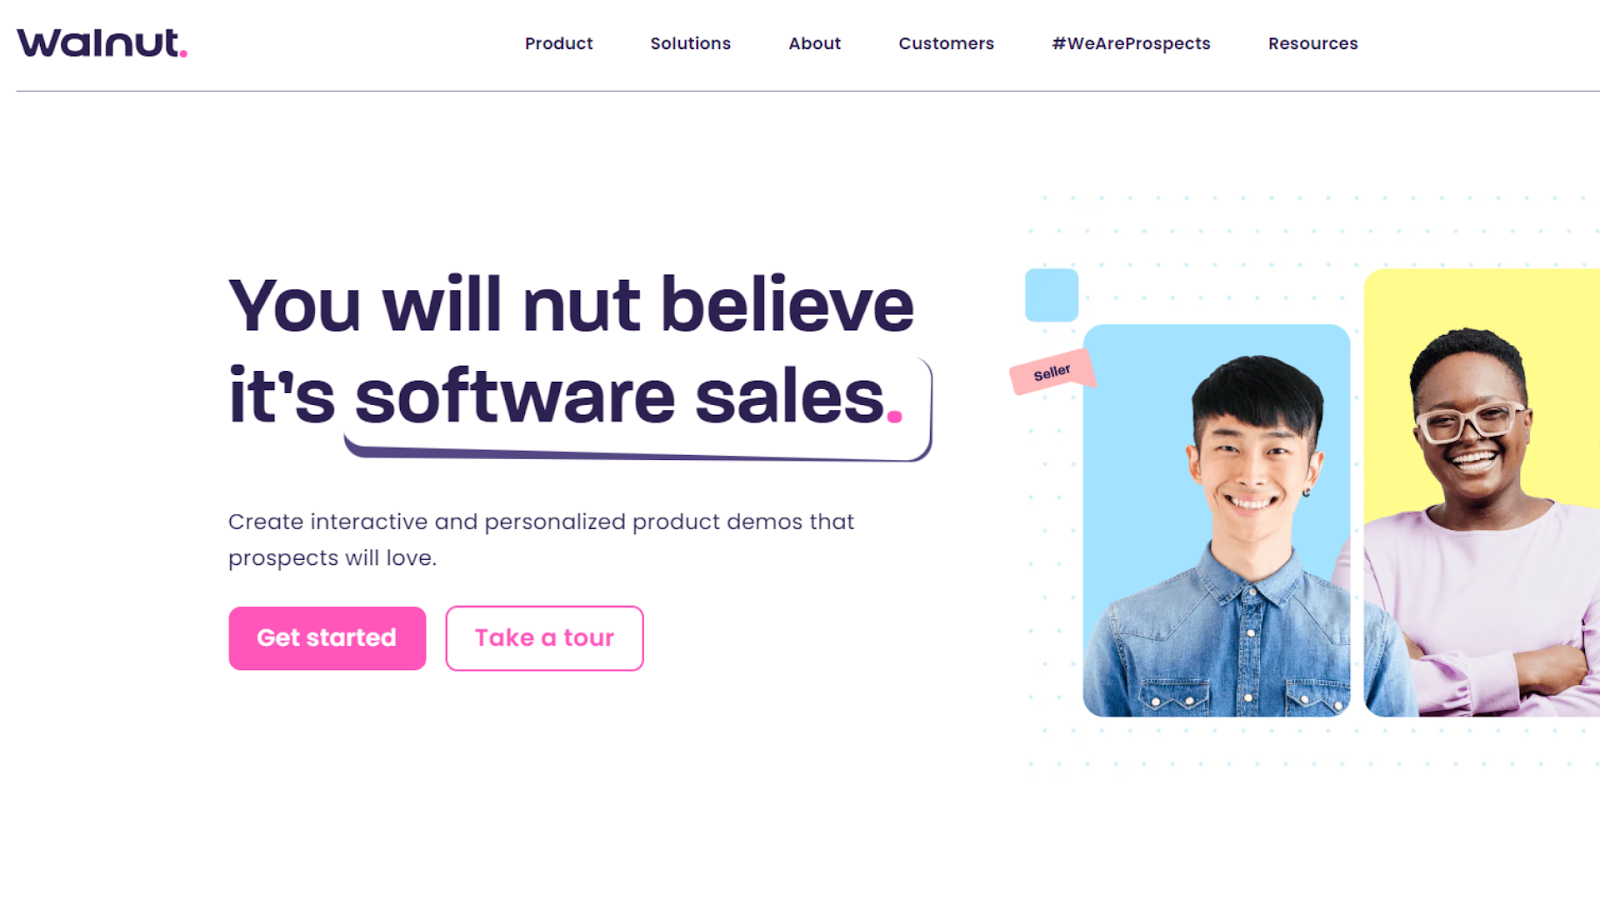 Walnut.
Product
Solutions
About
Customers
#WeAreProspects
Resources
You will nut believe
it's software sales.
Seller
Create interactive and personalized product demos that
prospects will love.
Get started
Take a tour